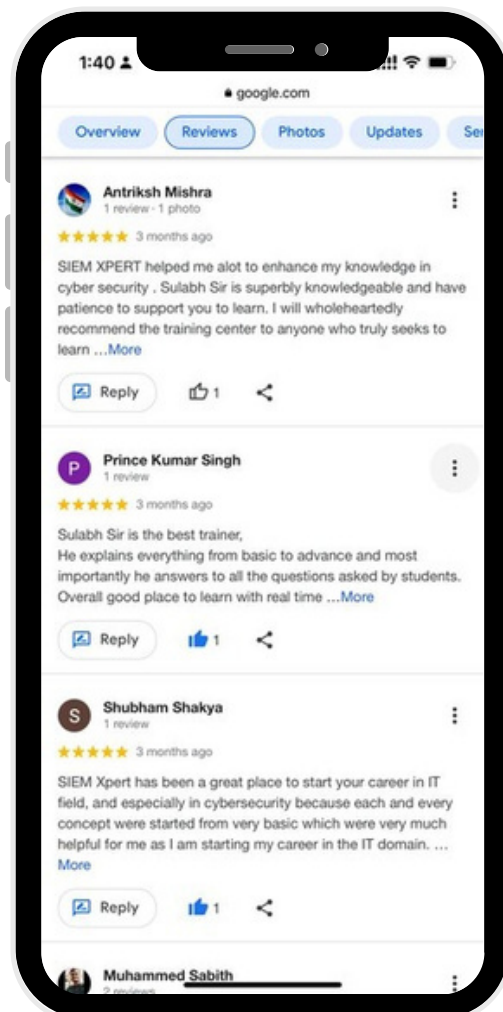 1:40
google.com
Overview Reviews Photos Updates Ser
Antriksh Mishra
1 review · 1 photo
3 months ago
SIEM XPERT helped me alot to enhance my knowledge in
cyber security . Sulabh Sir is superbly knowledgeable and have
patience to support you to learn. I will wholeheartedly
recommend the training center to anyone who truly seeks to
learn ...More
Reply 1
P
Prince Kumar Singh
1 review
3 months ago
Sulabh Sir is the best trainer,
He explains everything from basic to advance and most
importantly he answers to all the questions asked by students.
Overall good place to learn with real time ...More
Reply 1
S
Shubham Shakya
1 review
3 months ago
SIEM Xpert has been a great place to start your career in IT
field, and especially in cybersecurity because each and every
concept were started from very basic which were very much
helpful for me as I am starting my career in the IT domain. ...
More
Reply 1
Muhammed Sabith
2 reviews